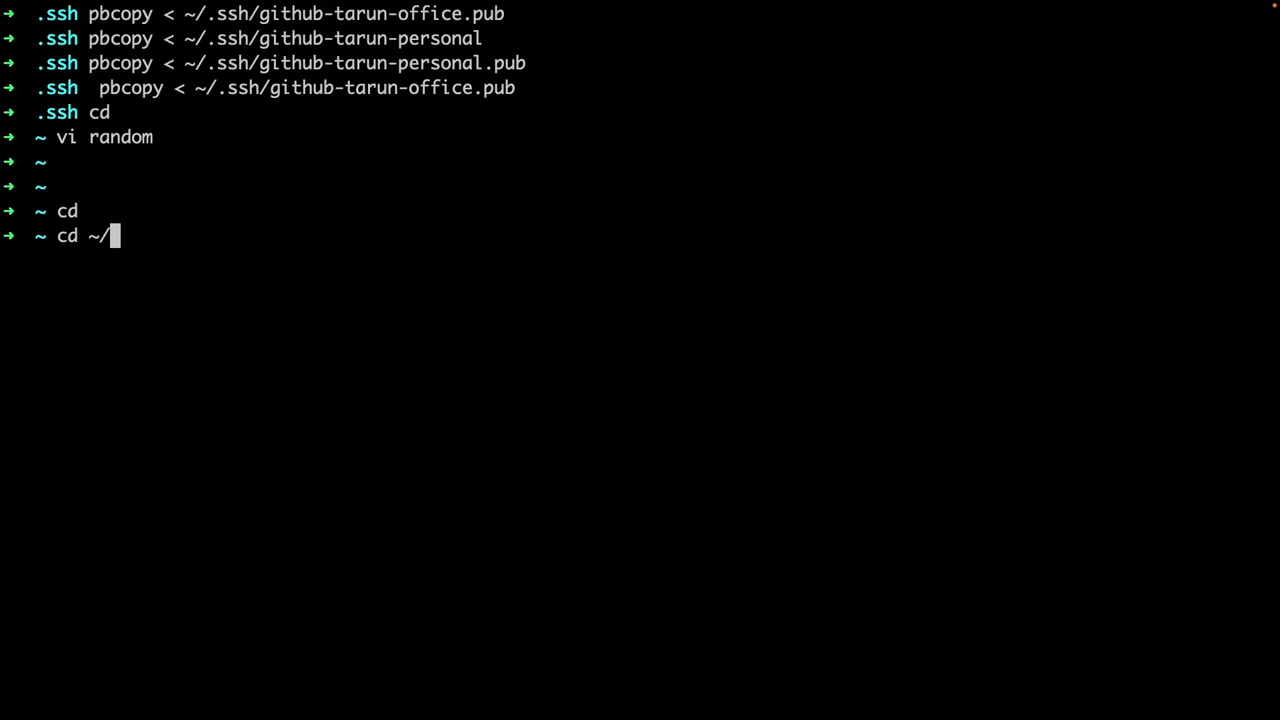 ➜  .ssh pbcopy < ~/.ssh/github-tarun-office.pub
➜  .ssh pbcopy < ~/.ssh/github-tarun-personal
➜  .ssh pbcopy < ~/.ssh/github-tarun-personal.pub
➜  .ssh  pbcopy < ~/.ssh/github-tarun-office.pub
➜  .ssh cd
➜  ~ vi random
➜  ~
➜  ~
➜  ~ cd
➜  ~ cd ~/